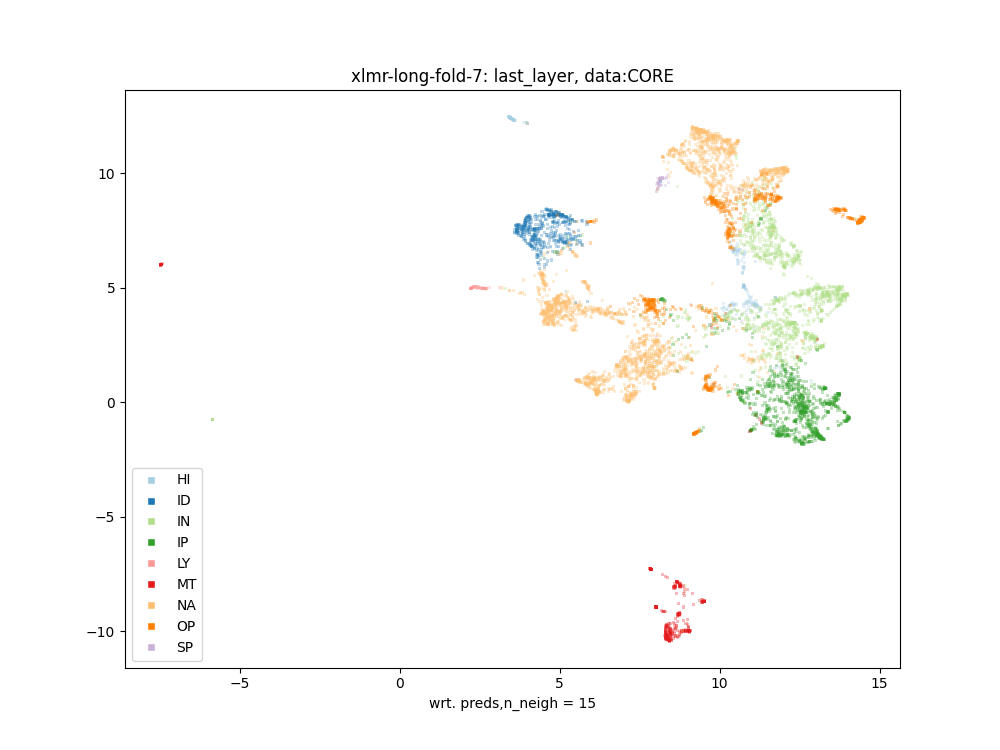 xlmr-long-fold-7: last_layer, data:CORE
10
5
0
−5
−10
HI
ID
IN
IP
LY
MT
NA
OP
SP
−5
0
5
10
15
wrt. preds,n_neigh = 15